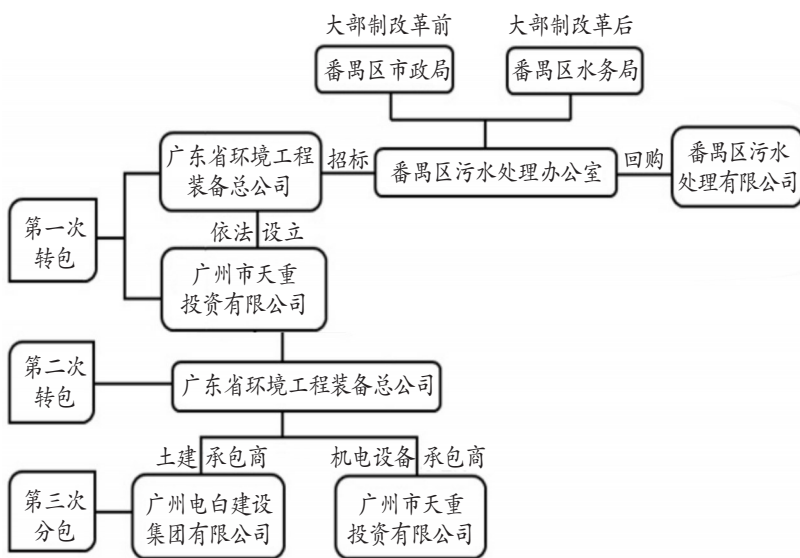 大部制改革前 大部制改革后
番禺区市政局 番禺区水务局
广东省环境工程
装备总公司
招标
番禺区污水处理办公室
回购
番禺区污水
处理有限公司
第一次
转包
依法 设立
广州市天重
投资有限公司
第二次
转包
广东省环境工程装备总公司
土建 承包商
机电设备 承包商
第三次
分包
广州电白建设
集团有限公司
广州市天重
投资有限公司